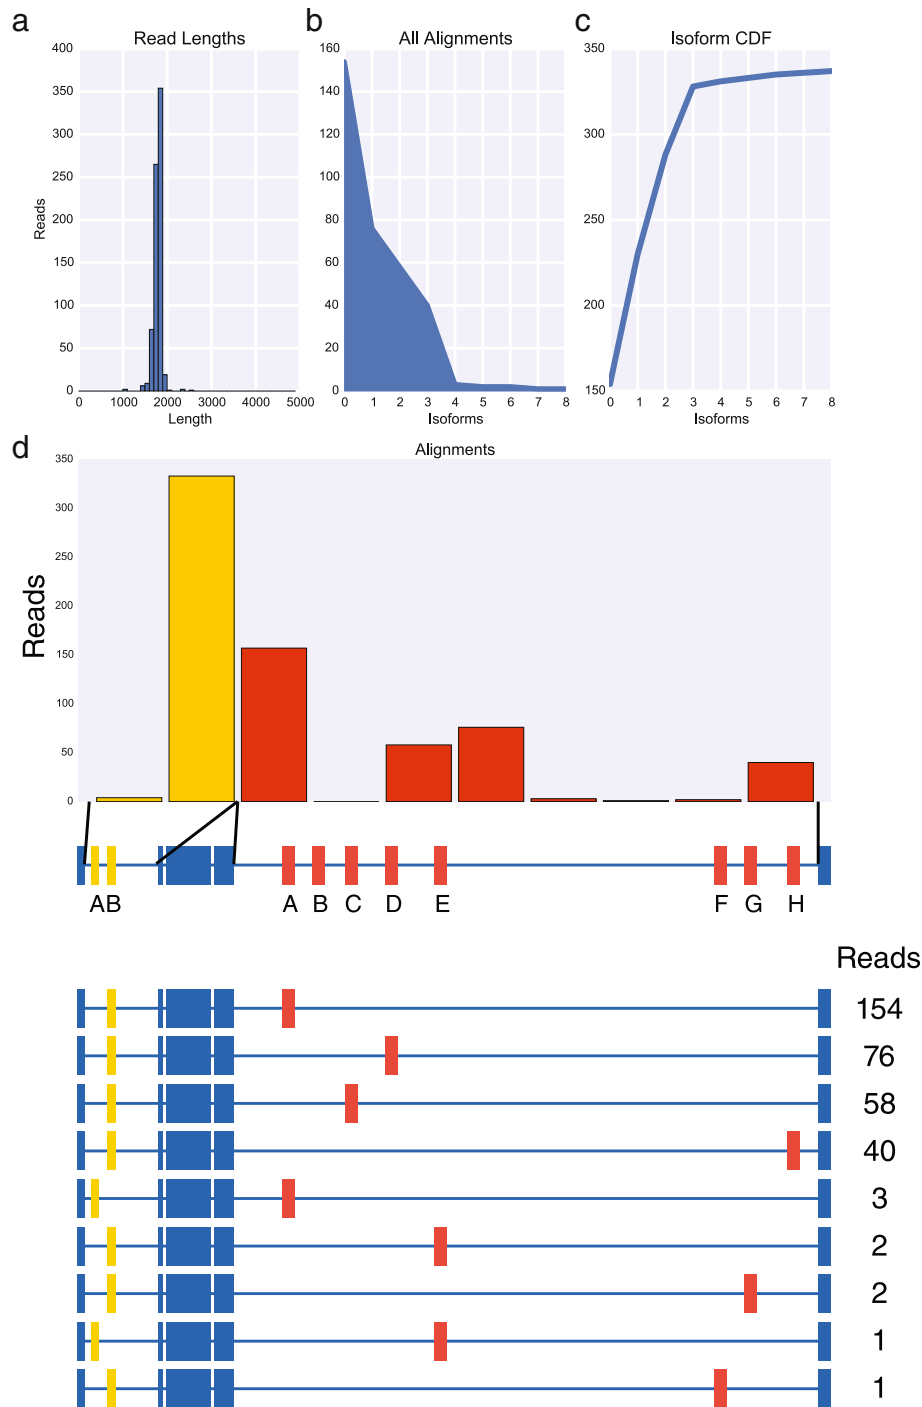 a
Read Lengths
400
350
300
250
200
150
100
50
0
Reads
0 1000 2000 3000 4000 5000
Length
b
All Alignments
160
140
120
100
80
60
40
20
0
0 1 2 3 4 5 6 7 8
Isoforms
c
Isoform CDF
350
300
250
200
150
0 1 2 3 4 5 6 7 8
Isoforms
d
Alignments
350
300
250
200
150
100
50
0
Reads
A B A B C D E F G H
Reads
154
76
58
40
3
2
2
1
1